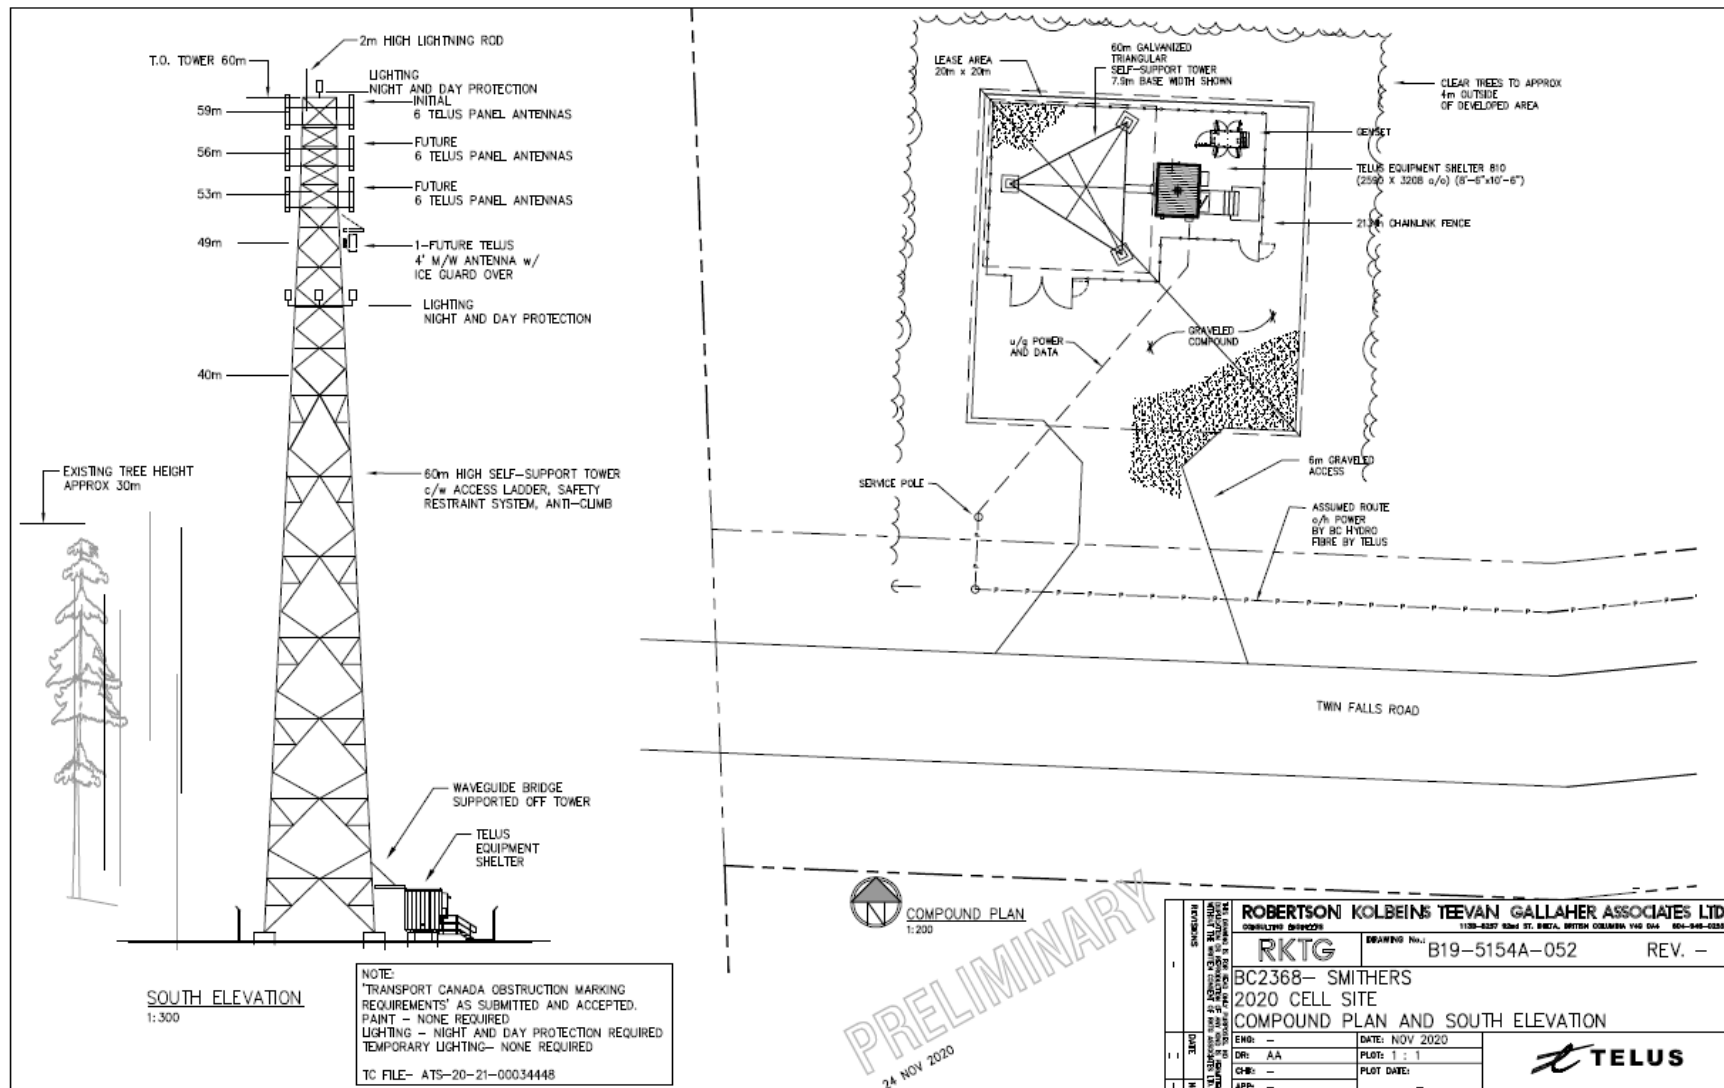 2m HIGH LIGHTNING ROD
T.O. TOWER 60m
LIGHTING
NIGHT AND DAY PROTECTION
INITIAL
6 TELUS PANEL ANTENNAS
59m
FUTURE
6 TELUS PANEL ANTENNAS
56m
FUTURE
6 TELUS PANEL ANTENNAS
53m
49m
1-FUTURE TELUS
4' M/W ANTENNA w/
ICE GUARD OVER
LIGHTING
NIGHT AND DAY PROTECTION
40m
EXISTING TREE HEIGHT
APPROX 30m
60m HIGH SELF-SUPPORT TOWER
c/w ACCESS LADDER, SAFETY
RESTRAINT SYSTEM, ANTI-CLIMB
WAVEGUIDE BRIDGE
SUPPORTED OFF TOWER
TELUS
EQUIPMENT
SHELTER
SOUTH ELEVATION
1:300
NOTE:
'TRANSPORT CANADA OBSTRUCTION MARKING
REQUIREMENTS' AS SUBMITTED AND ACCEPTED.
PAINT - NONE REQUIRED
LIGHTING - NIGHT AND DAY PROTECTION REQUIRED
TEMPORARY LIGHTING- NONE REQUIRED
TC FILE- ATS-20-21-00034448
LEASE AREA
20m x 20m
60m GALVANIZED
TRIANGULAR
SELF-SUPPORT TOWER
7.9m BASE WIDTH SHOWN
CLEAR TREES TO APPROX
4m OUTSIDE
OF DEVELOPED AREA
GENSET
TELUS EQUIPMENT SHELTER 810
(2590 X 3208 o/o) (8'-6"x10'-6")
CHAINLINK FENCE
GRAVELED
COMPOUND
u/g POWER
AND DATA
6m GRAVELED
ACCESS
SERVICE POLE
ASSUMED ROUTE
o/h POWER
BY BC HYDRO
FIBRE BY TELUS
P P P P P P P P P P P P P P P P P P P
TWIN FALLS ROAD
N
COMPOUND PLAN
1:200
PRELIMINARY
24 NOV 2020
REVISIONS
DATE
ROBERTSON KOLBEINS TEEVAN GALLAHER ASSOCIATES LTD
CONSULTING ENGINEERS
RKTG
DRAWING No.:
B19-5154A-052
REV. -
BC2368- SMITHERS
2020 CELL SITE
COMPOUND PLAN AND SOUTH ELEVATION
ENG: -
DATE: NOV 2020
DR: AA
PLOT: 1 : 1
CHK: -
PLOT DATE:
APP: -
-
TELUS